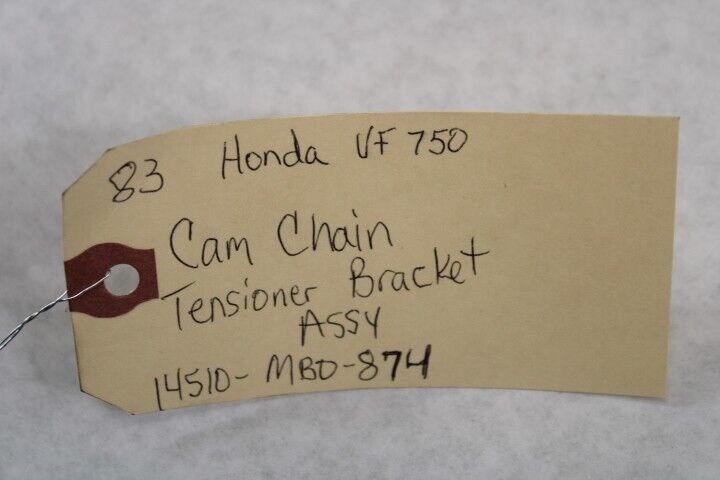 83 Honda VF 750
Cam Chain
Tensioner Bracket
ASSY
14510-MB0-874